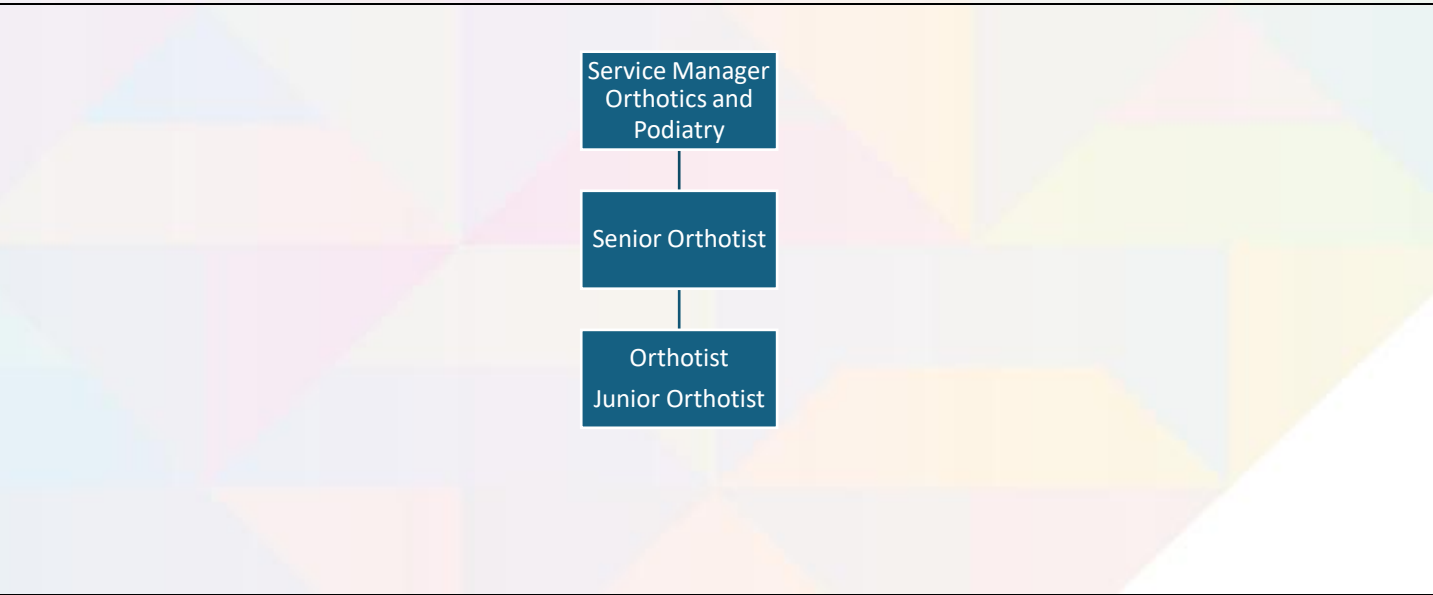 Service Manager
Orthotics and
Podiatry
Senior Orthotist
Orthotist
Junior Orthotist